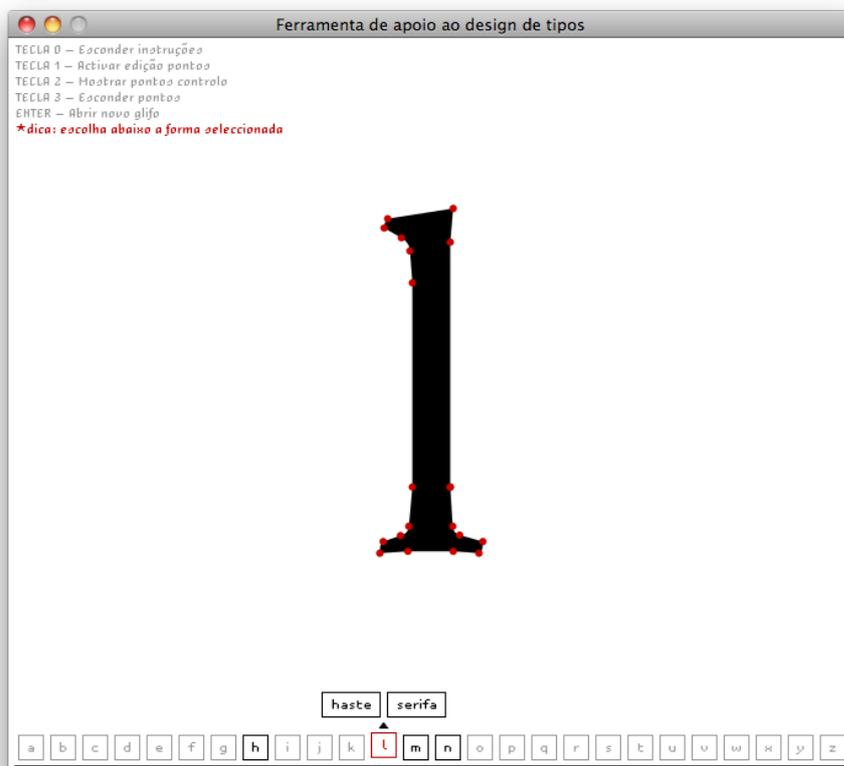 Ferramenta de apoio ao design de tipos
TECLA 0 – Esconder instruções
TECLA 1 – Activar edição pontos
TECLA 2 – Mostrar pontos controlo
TECLA 3 – Esconder pontos
ENTER – Abrir novo glifo
*dica: escolha abaixo a forma seleccionada
l
haste serifa
a b c d e f g h i j k l m n o p q r s t u v w x y z